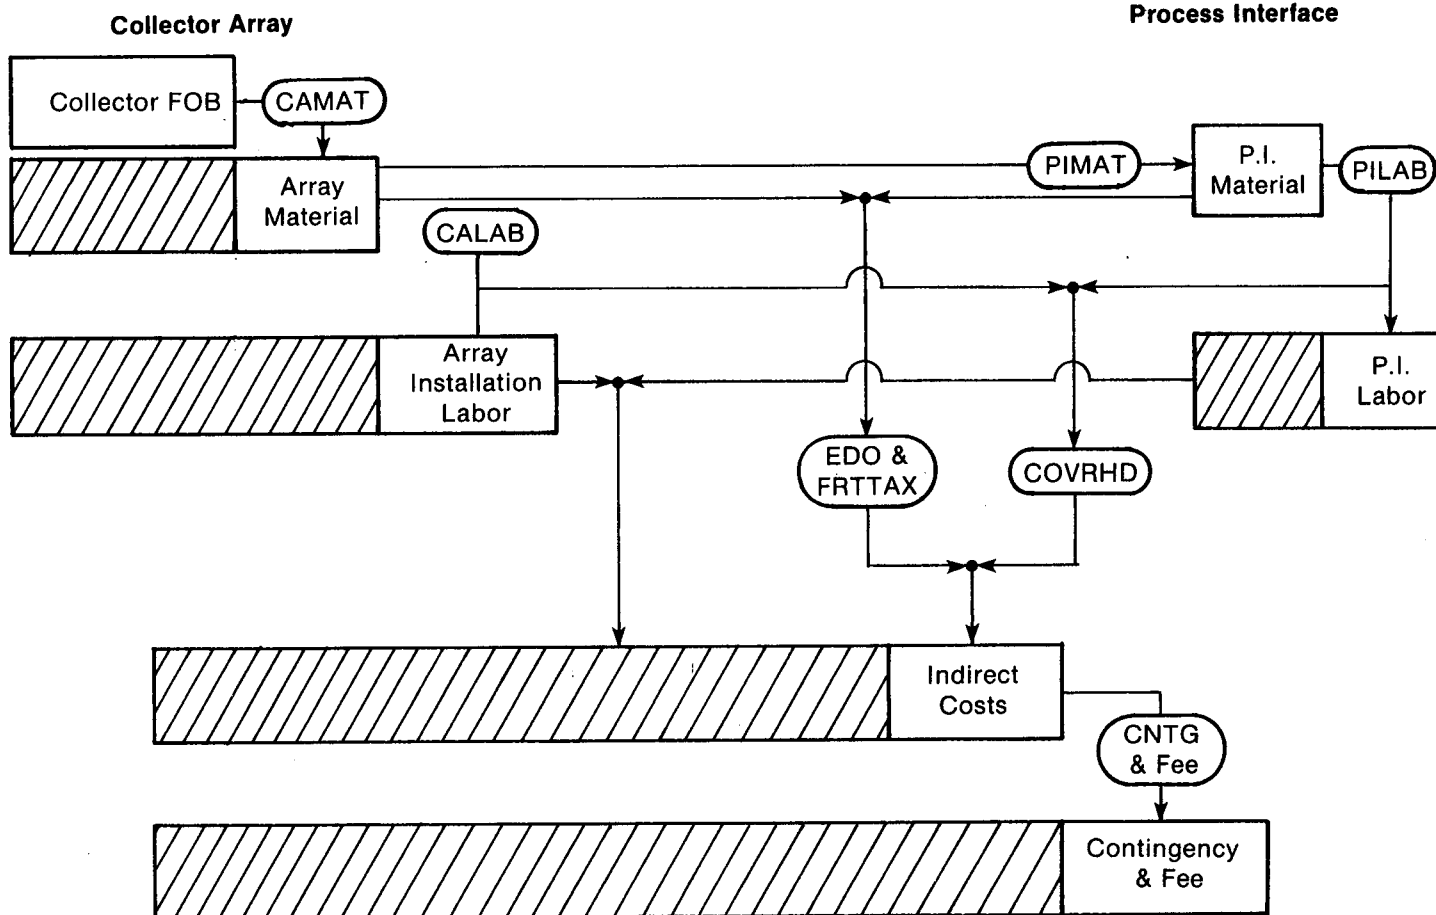 Collector Array
Process Interface
Collector FOB
CAMAT
Array
Material
PIMAT
P.I.
Material
PILAB
CALAB
Array
Installation
Labor
P.I.
Labor
EDO &
FRTTAX
COVRHD
Indirect
Costs
CNTG
& Fee
Contingency
& Fee